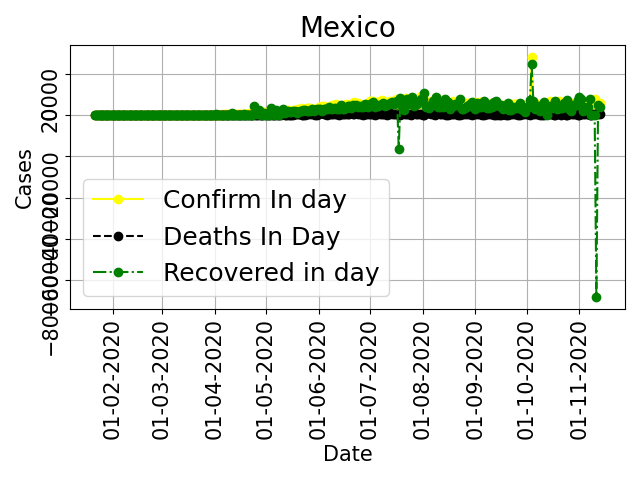 Mexico
Cases
20000
Confirm In day
Deaths In Day
Recovered in day
01-02-2020
01-03-2020
01-04-2020
01-05-2020
01-06-2020
01-07-2020
01-08-2020
01-09-2020
01-10-2020
01-11-2020
Date